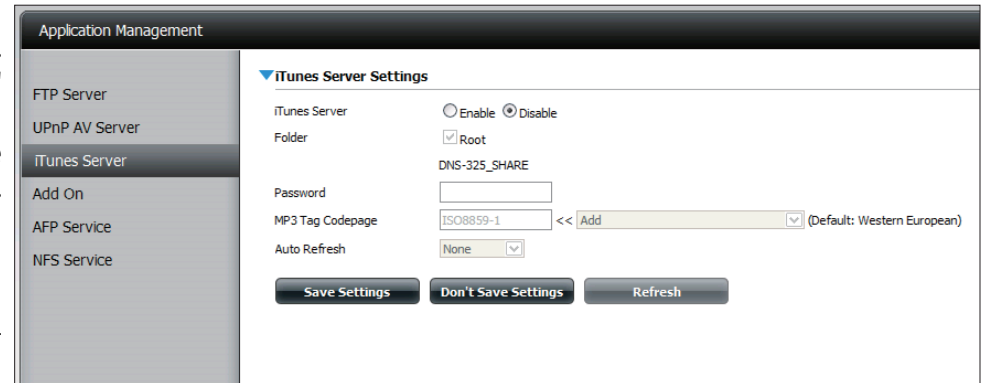 Application Management
FTP Server
UPnP AV Server
iTunes Server
Add On
AFP Service
NFS Service
iTunes Server Settings
iTunes Server Enable Disable
Folder Root
DNS-325_SHARE
Password
MP3 Tag Codepage ISO8859-1 << Add (Default: Western European)
Auto Refresh None
Save Settings Don't Save Settings Refresh